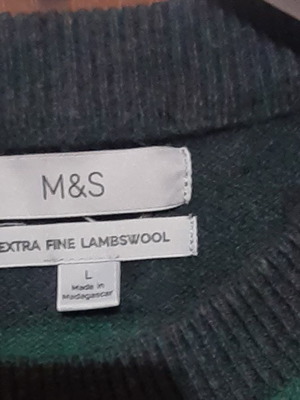 M&S
EXTRA FINE LAMBSWOOL
L
Made in
Madagascar